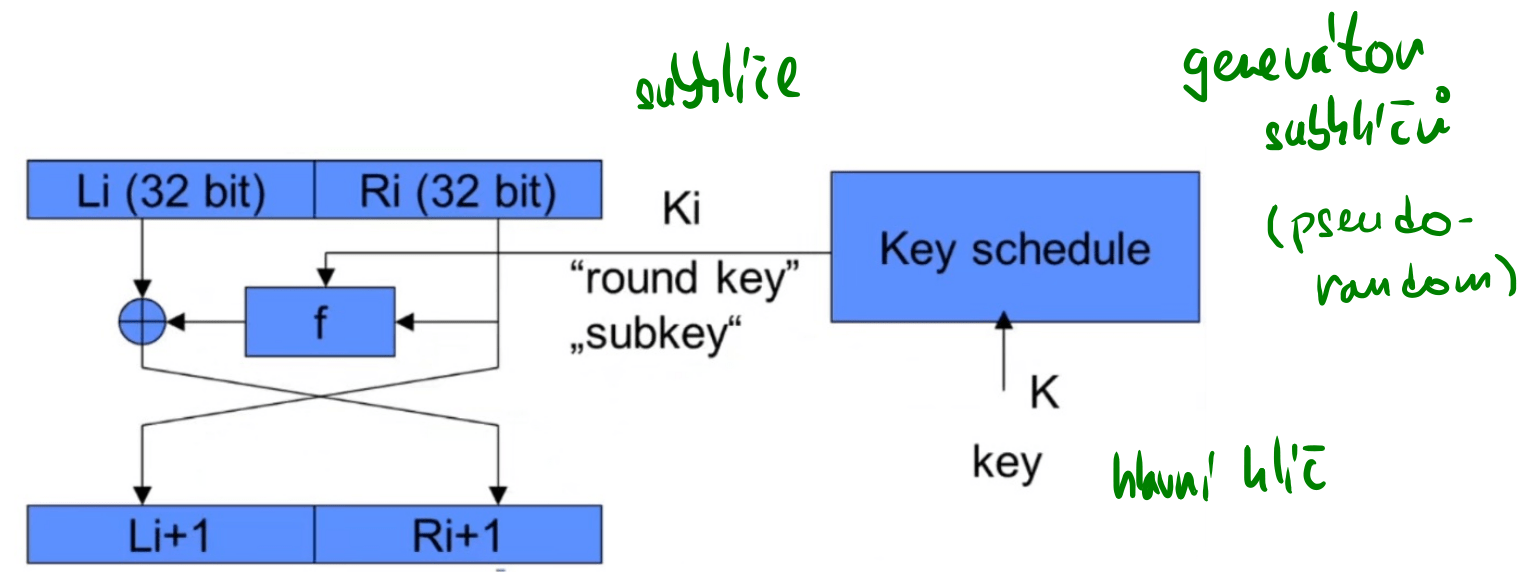 subklíče
generátor
subklíčů
(pseudo-
random)
Li (32 bit)
Ri (32 bit)
Ki
“round key”
„subkey“
Key schedule
f
K
key
hlavní klíč
Li+1
Ri+1